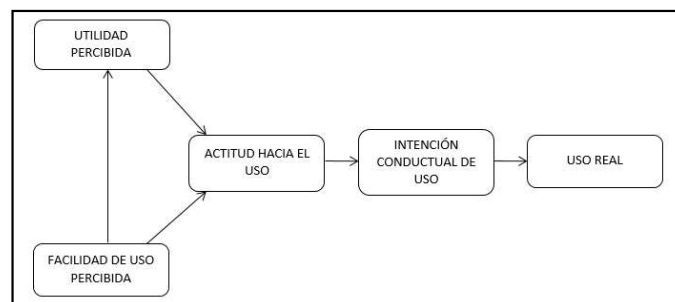 UTILIDAD
PERCIBIDA
ACTITUD HACIA EL
USO
INTENCIÓN
CONDUCTUAL DE
USO
USO REAL
FACILIDAD DE USO
PERCIBIDA